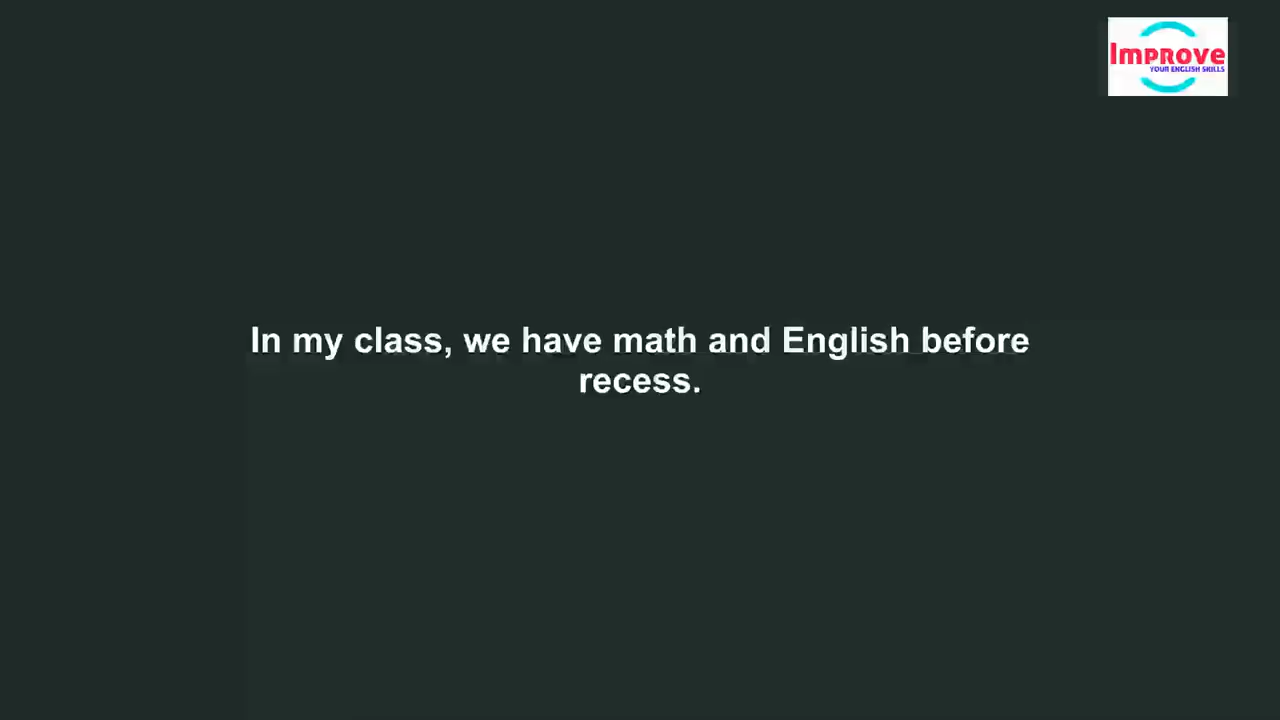 Improve
YOUR ENGLISH SKILLS
In my class, we have math and English before
recess.